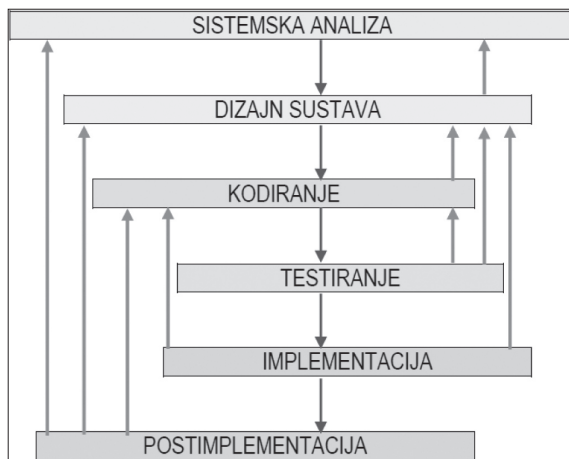 SISTEMSKA ANALIZA
DIZAJN SUSTAVA
KODIRANJE
TESTIRANJE
IMPLEMENTACIJA
POSTIMPLEMENTACIJA